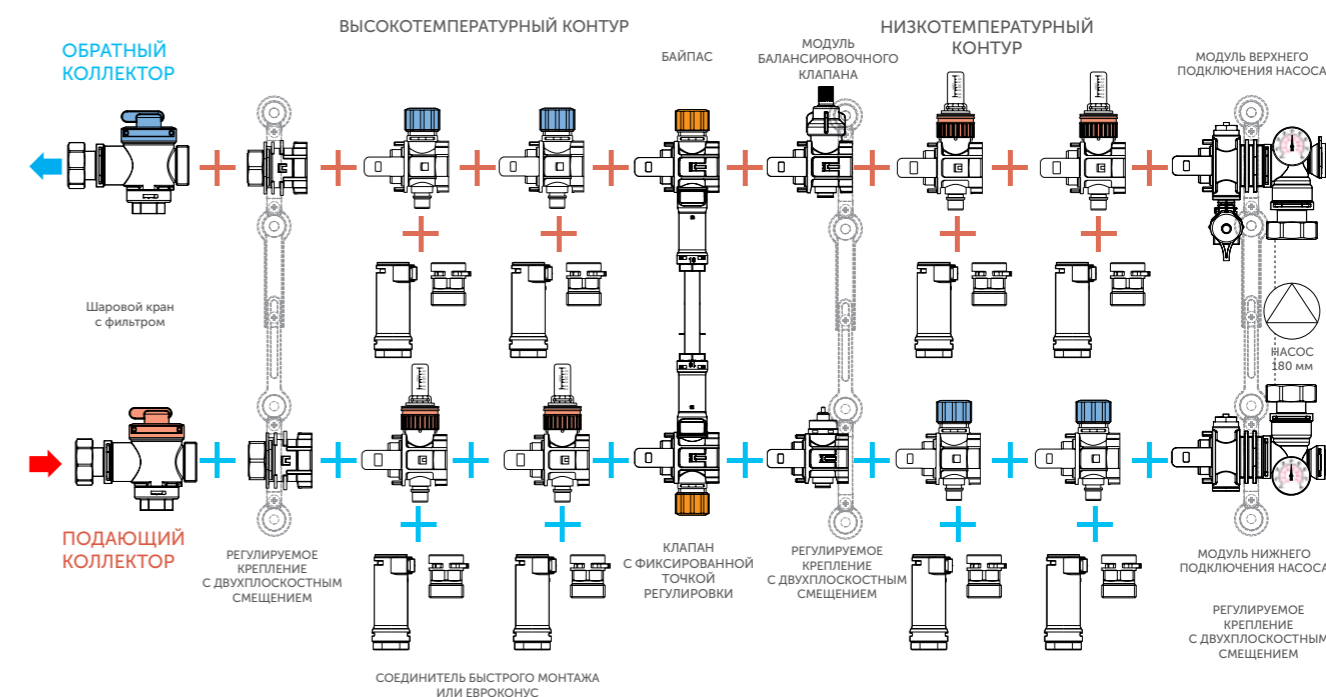 ВЫСОКОТЕМПЕРАТУРНЫЙ КОНТУР
НИЗКОТЕМПЕРАТУРНЫЙ
КОНТУР
ОБРАТНЫЙ
КОЛЛЕКТОР
БАЙПАС
МОДУЛЬ
БАЛАНСИРОВОЧНОГО
КЛАПАНА
МОДУЛЬ ВЕРХНЕГО
ПОДКЛЮЧЕНИЯ НАСОСА
Шаровой кран
с фильтром
НАСОС
180 мм
ПОДАЮЩИЙ
КОЛЛЕКТОР
РЕГУЛИРУЕМОЕ
КРЕПЛЕНИЕ
С ДВУХПЛОСКОСТНЫМ
СМЕЩЕНИЕМ
КЛАПАН
С ФИКСИРОВАННОЙ
ТОЧКОЙ
РЕГУЛИРОВКИ
РЕГУЛИРУЕМОЕ
КРЕПЛЕНИЕ
С ДВУХПЛОСКОСТНЫМ
СМЕЩЕНИЕМ
МОДУЛЬ НИЖНЕГО
ПОДКЛЮЧЕНИЯ НАСОСА
РЕГУЛИРУЕМОЕ
КРЕПЛЕНИЕ
С ДВУХПЛОСКОСТНЫМ
СМЕЩЕНИЕМ
СОЕДИНИТЕЛЬ БЫСТРОГО МОНТАЖА
ИЛИ ЕВРОКОНУС